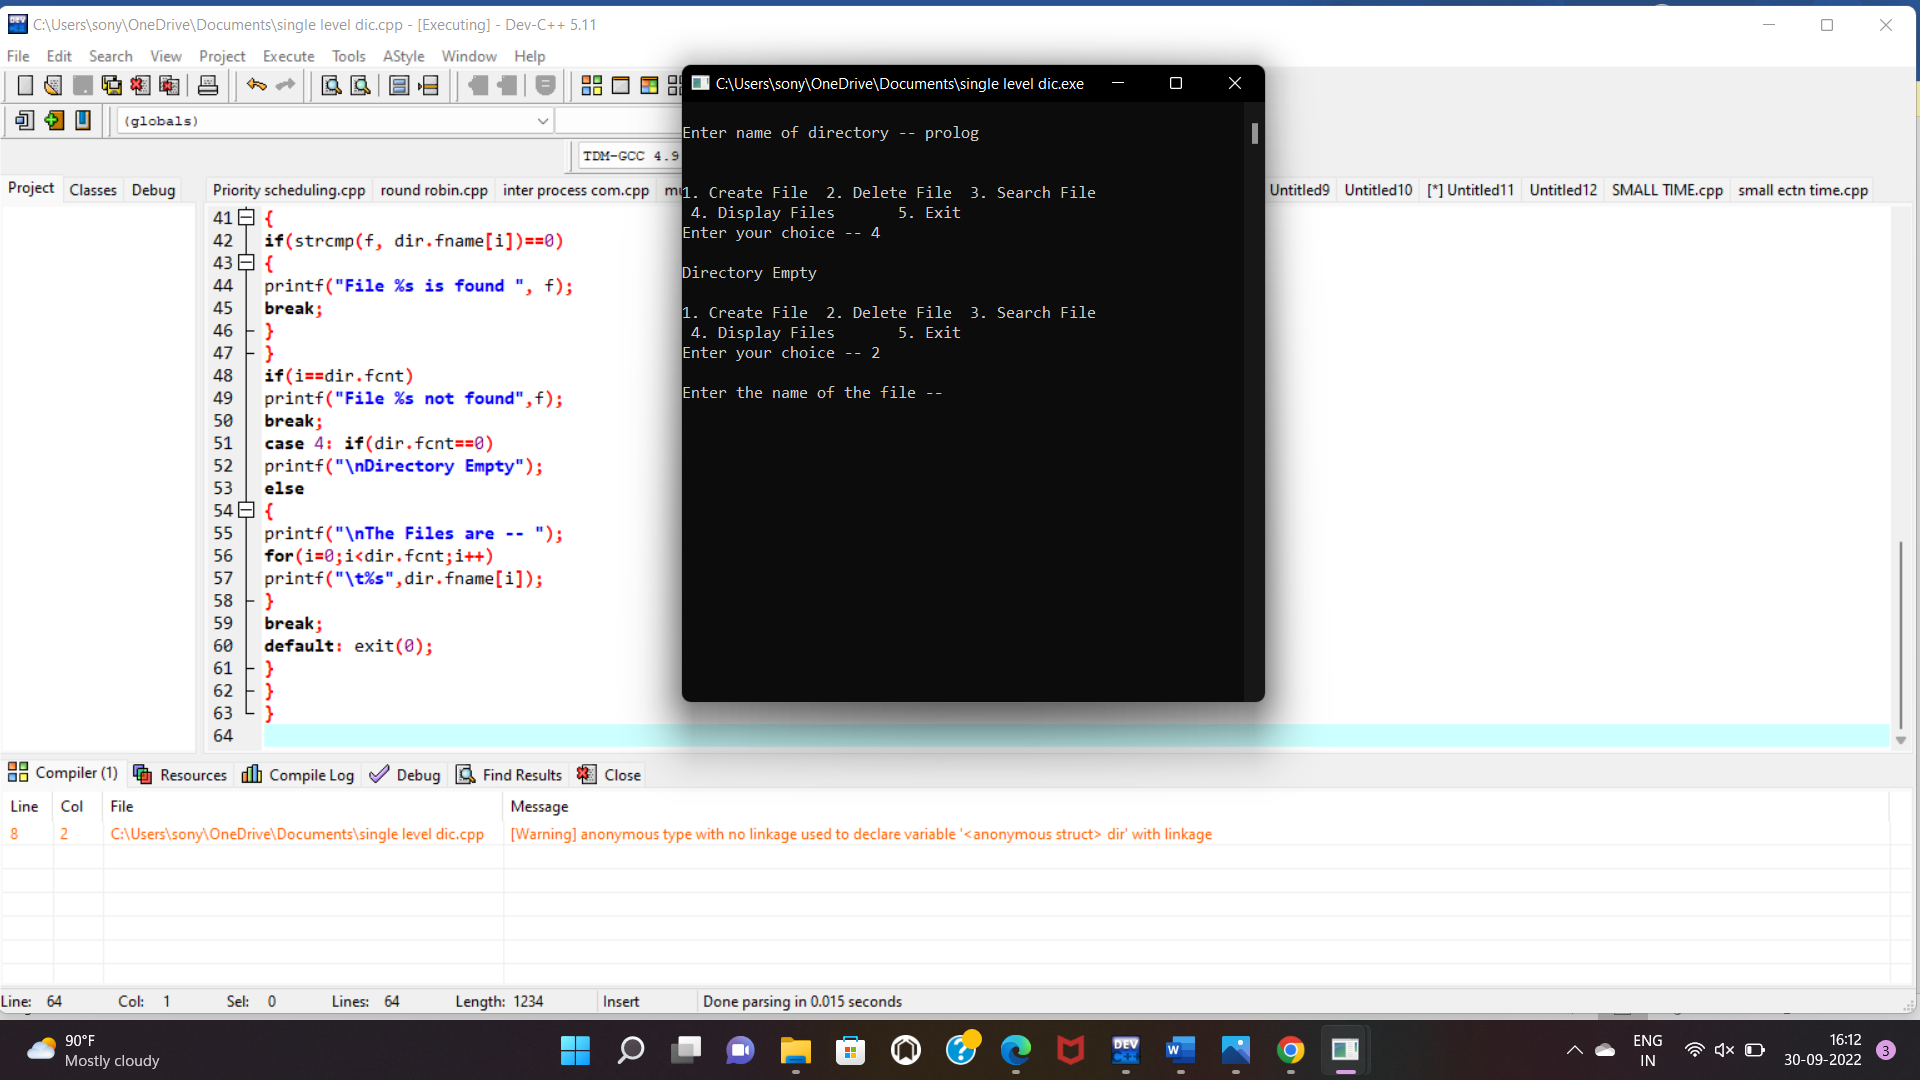 C:\Users\sony\OneDrive\Documents\single level dic.cpp - [Executing] - Dev-C++ 5.11
File Edit Search View Project Execute Tools AStyle Window Help
(globals)
TDM-GCC 4.9
Project Classes Debug
Priority scheduling.cpp round robin.cpp inter process com.cpp Untitled9 Untitled10 [*] Untitled11 Untitled12 SMALL TIME.cpp small ectn time.cpp
41 {
42 if(strcmp(f, dir.fname[i])==0)
43 {
44 printf("File %s is found ", f);
45 break;
46 }
47 }
48 if(i==dir.fcnt)
49 printf("File %s not found",f);
50 break;
51 case 4: if(dir.fcnt==0)
52 printf("\nDirectory Empty");
53 else
54 {
55 printf("\nThe Files are -- ");
56 for(i=0;i<dir.fcnt;i++)
57 printf("\t%s",dir.fname[i]);
58 }
59 break;
60 default: exit(0);
61 }
62 }
63 }
64
C:\Users\sony\OneDrive\Documents\single level dic.exe
Enter name of directory -- prolog
1. Create File 2. Delete File 3. Search File
4. Display Files 5. Exit
Enter your choice -- 4
Directory Empty
1. Create File 2. Delete File 3. Search File
4. Display Files 5. Exit
Enter your choice -- 2
Enter the name of the file --
Compiler (1) Resources Compile Log Debug Find Results Close
Line Col File Message
8 2 C:\Users\sony\OneDrive\Documents\single level dic.cpp [Warning] anonymous type with no linkage used to declare variable '<anonymous struct> dir' with linkage
Line: 64 Col: 1 Sel: 0 Lines: 64 Length: 1234 Insert Done parsing in 0.015 seconds
90°F
Mostly cloudy
DEV
C++
W
ENG
IN
16:12
30-09-2022
3